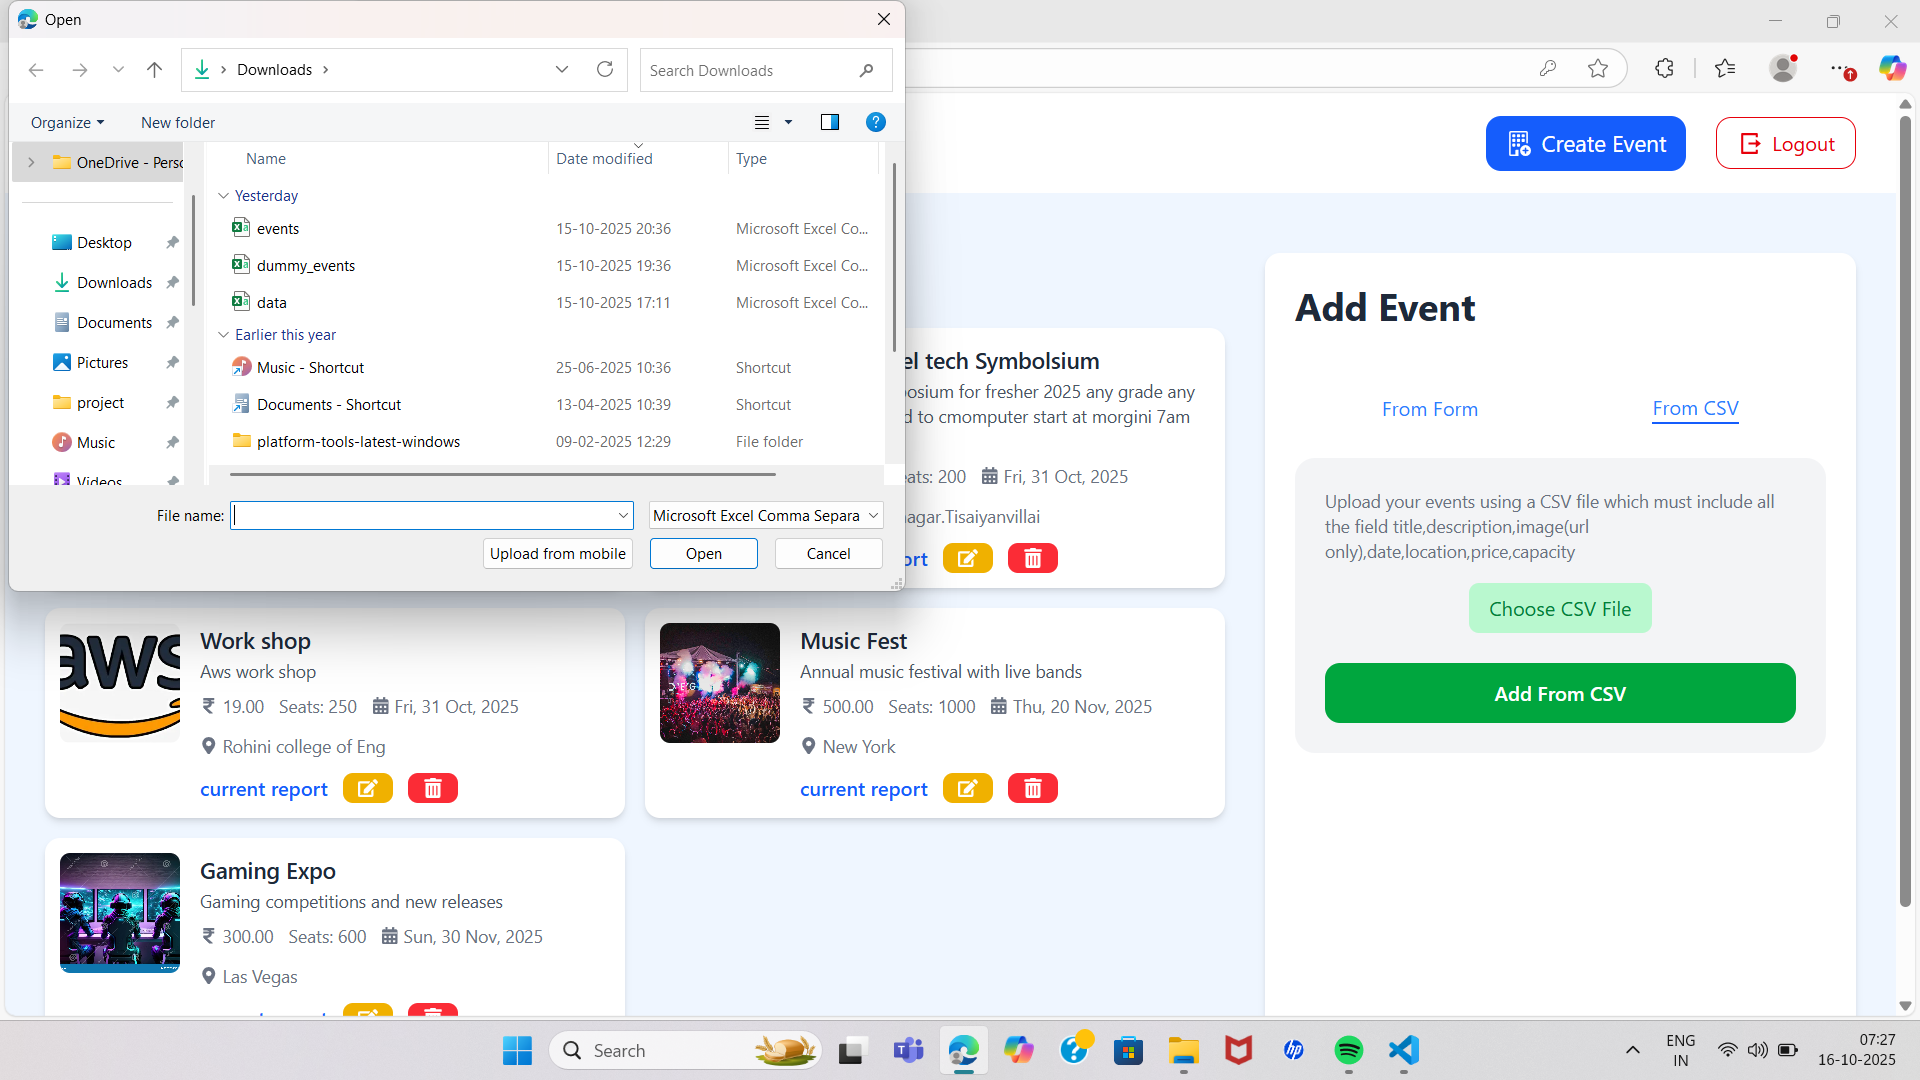 Open
Downloads
Search Downloads
Organize
New folder
?
OneDrive - Perso
Desktop
Downloads
Documents
Pictures
project
Music
Videos
Name
Date modified
Type
Yesterday
events
15-10-2025 20:36
Microsoft Excel Co...
dummy_events
15-10-2025 19:36
Microsoft Excel Co...
data
15-10-2025 17:11
Microsoft Excel Co...
Earlier this year
Music - Shortcut
25-06-2025 10:36
Shortcut
Documents - Shortcut
13-04-2025 10:39
Shortcut
platform-tools-latest-windows
09-02-2025 12:29
File folder
File name:
Microsoft Excel Comma Separa
Upload from mobile
Open
Cancel
Create Event
Logout
el tech Symbolsium
posium for fresher 2025 any grade any
d to cmomputer start at morgini 7am
eats: 200 Fri, 31 Oct, 2025
nagar.Tisaiyanvillai
ort
aws
Work shop
Aws work shop
₹ 19.00 Seats: 250 Fri, 31 Oct, 2025
Rohini college of Eng
current report
Music Fest
Annual music festival with live bands
₹ 500.00 Seats: 1000 Thu, 20 Nov, 2025
New York
current report
Gaming Expo
Gaming competitions and new releases
₹ 300.00 Seats: 600 Sun, 30 Nov, 2025
Las Vegas
Add Event
From Form
From CSV
Upload your events using a CSV file which must include all
the field title,description,image(url
only),date,location,price,capacity
Choose CSV File
Add From CSV
Search
hp
ENG
IN
07:27
16-10-2025